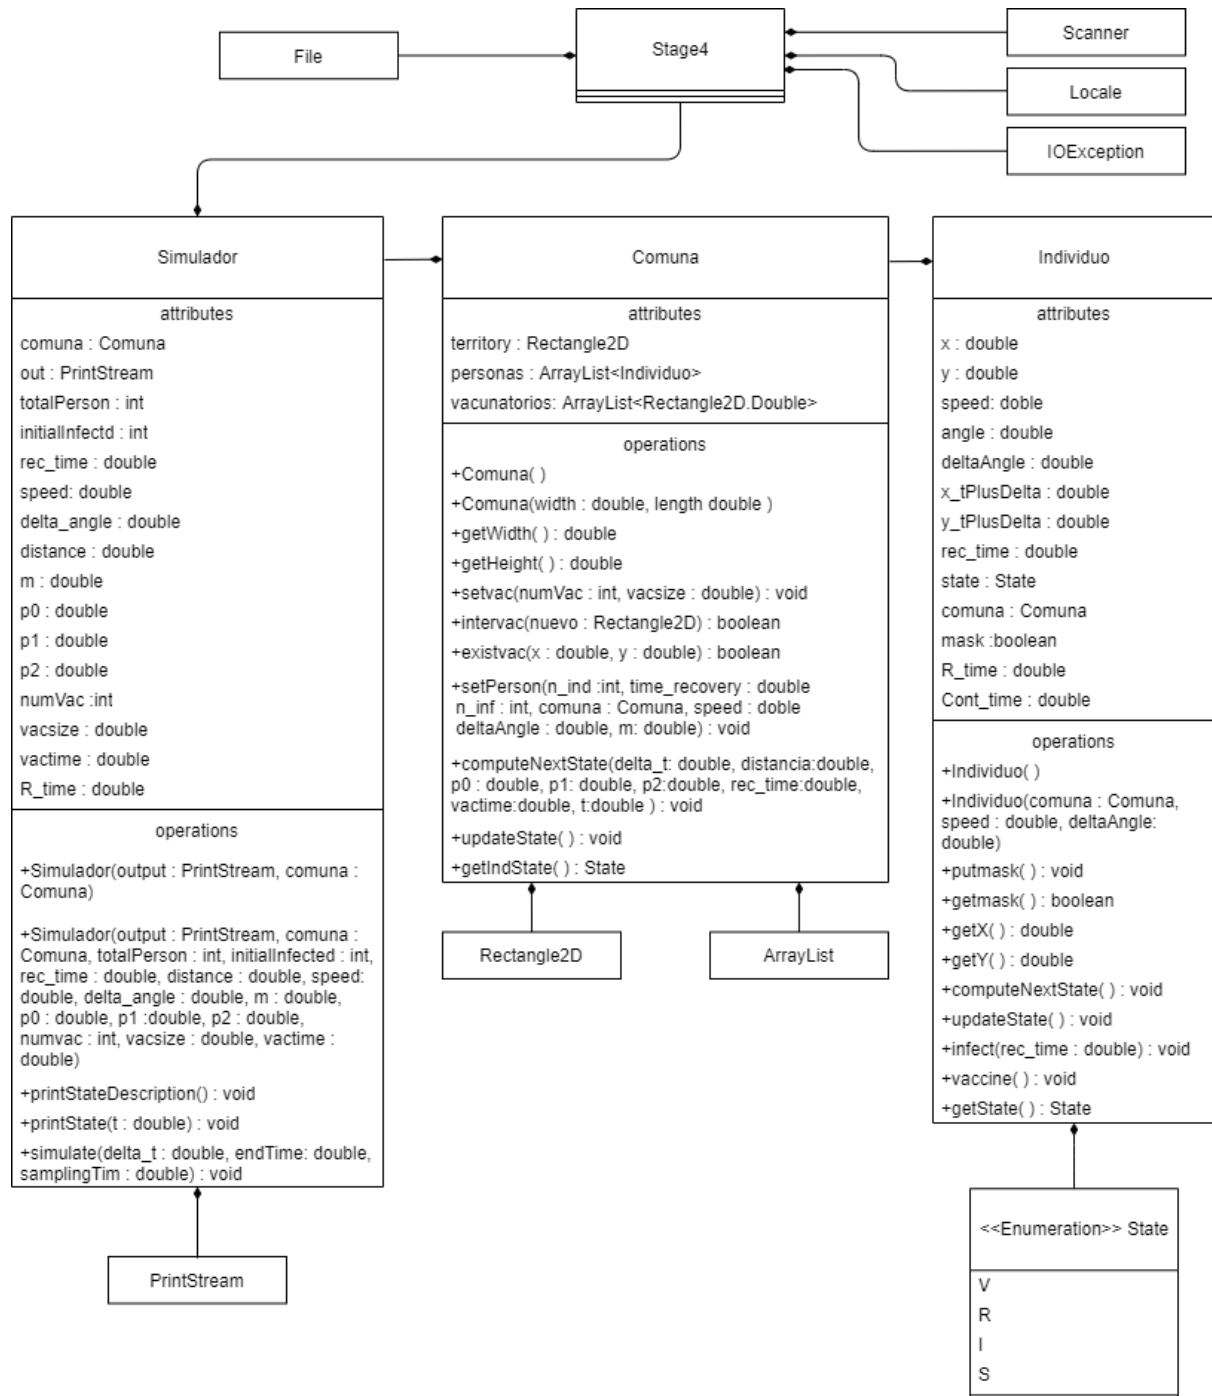 File
Stage4
Scanner
Locale
IOException
Simulador
attributes
comuna : Comuna
out : PrintStream
totalPerson : int
initialInfectd : int
rec_time : double
speed: double
delta_angle : double
distance : double
m : double
p0 : double
p1 : double
p2 : double
numVac :int
vacsize : double
vactime : double
R_time : double
operations
+Simulador(output : PrintStream, comuna :
Comuna)
+Simulador(output : PrintStream, comuna :
Comuna, totalPerson : int, initialInfected : int,
rec_time : double, distance : double, speed:
double, delta_angle : double, m : double,
p0 : double, p1 :double, p2 : double,
numvac : int, vacsize : double, vactime :
double)
+printStateDescription() : void
+printState(t : double) : void
+simulate(delta_t : double, endTime: double,
samplingTim : double) : void
PrintStream
Comuna
attributes
territory : Rectangle2D
personas : ArrayList<Individuo>
vacunatorios: ArrayList<Rectangle2D.Double>
operations
+Comuna( )
+Comuna(width : double, length double )
+getWidth( ) : double
+getHeight( ) : double
+setvac(numVac : int, vacsize : double) : void
+intervac(nuevo : Rectangle2D) : boolean
+existvac(x : double, y : double) : boolean
+setPerson(n_ind :int, time_recovery : double
n_inf : int, comuna : Comuna, speed : doble
deltaAngle : double, m: double) : void
+computeNextState(delta_t: double, distancia:double,
p0 : double, p1: double, p2:double, rec_time:double,
vactime:double, t:double ) : void
+updateState( ) : void
+getIndState( ) : State
Rectangle2D
ArrayList
Individuo
attributes
x : double
y : double
speed: doble
angle : double
deltaAngle : double
x_tPlusDelta : double
y_tPlusDelta : double
rec_time : double
state : State
comuna : Comuna
mask :boolean
R_time : double
Cont_time : double
operations
+Individuo( )
+Individuo(comuna : Comuna,
speed : double, deltaAngle:
double)
+putmask( ) : void
+getmask( ) : boolean
+getX( ) : double
+getY( ) : double
+computeNextState( ) : void
+updateState( ) : void
+infect(rec_time : double) : void
+vaccine( ) : void
+getState( ) : State
<<Enumeration>> State
V
R
I
S